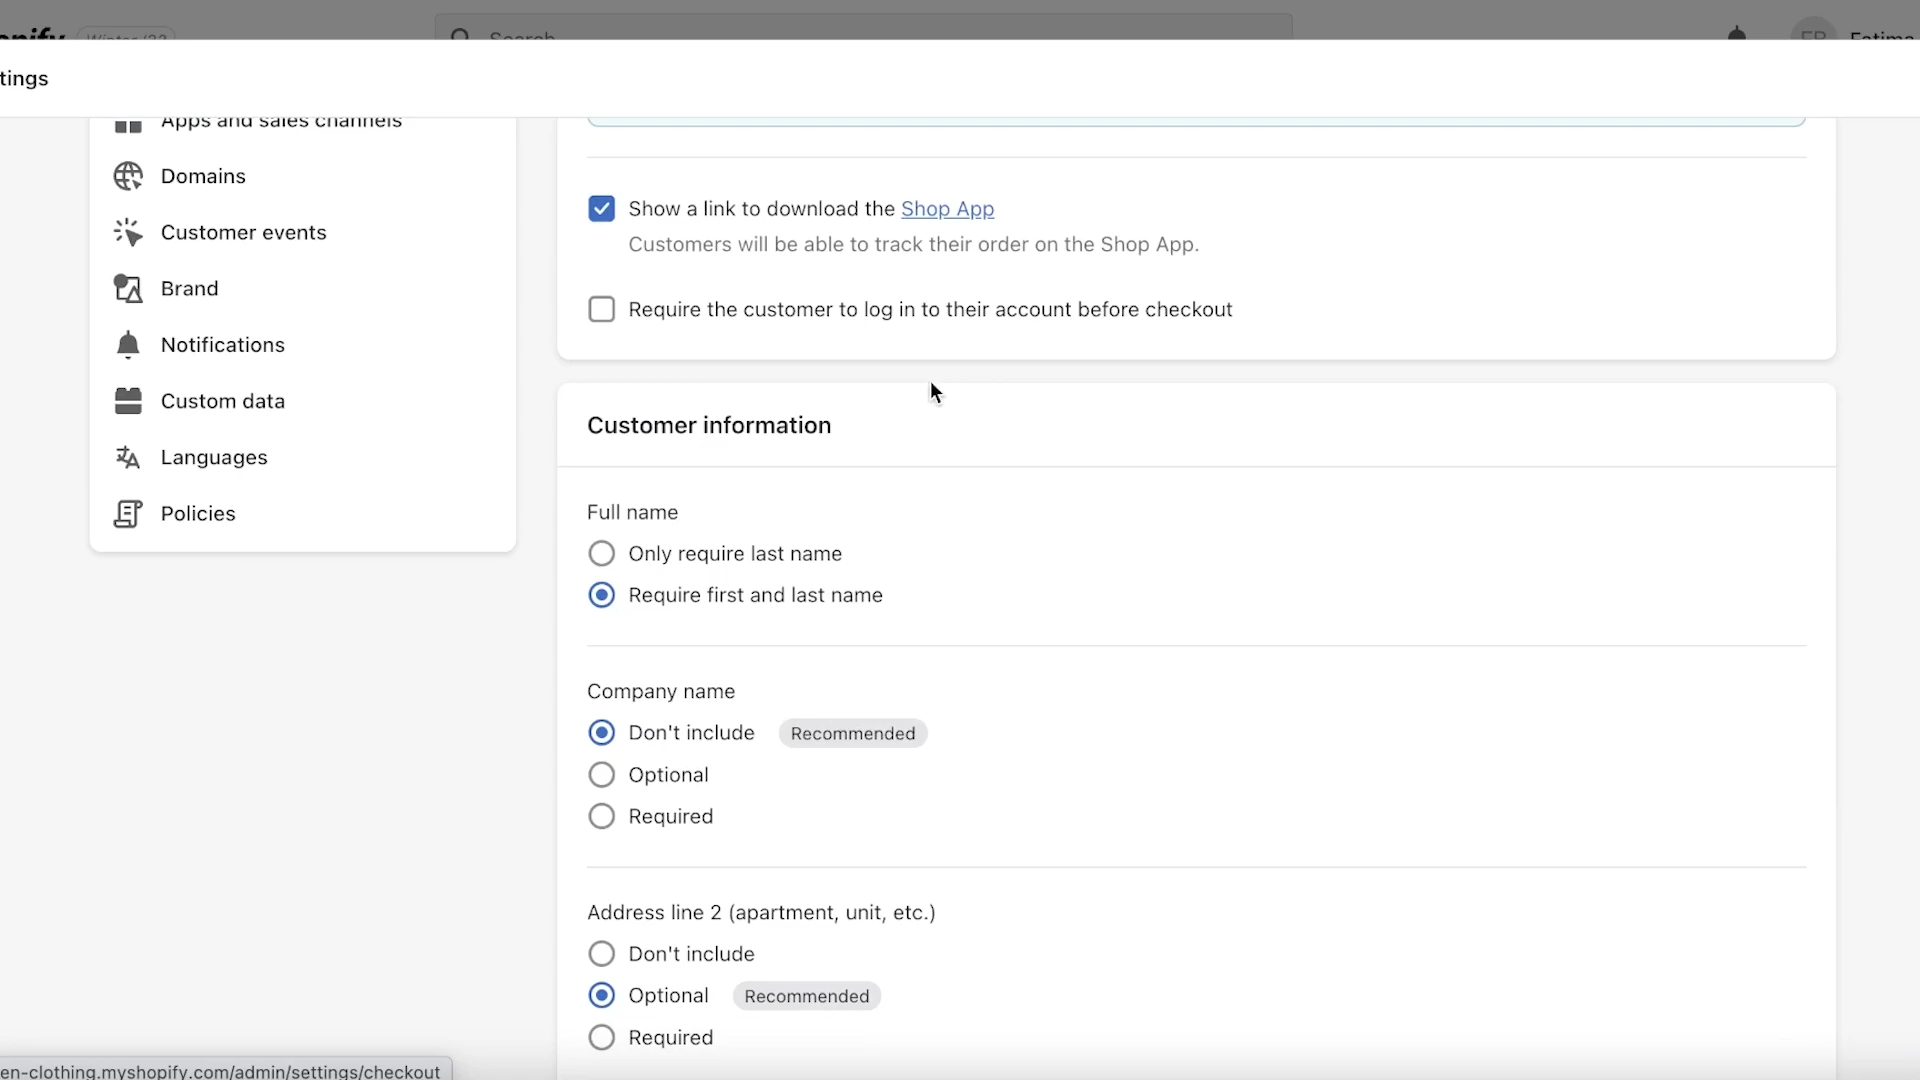 Search
tings
Apps and sales channels
Domains
Customer events
Brand
Notifications
Custom data
Languages
Policies
Show a link to download the Shop App
Customers will be able to track their order on the Shop App.
Require the customer to log in to their account before checkout
Customer information
Full name
Only require last name
Require first and last name
Company name
Don't include Recommended
Optional
Required
Address line 2 (apartment, unit, etc.)
Don't include
Optional Recommended
Required
en-clothing.myshopify.com/admin/settings/checkout